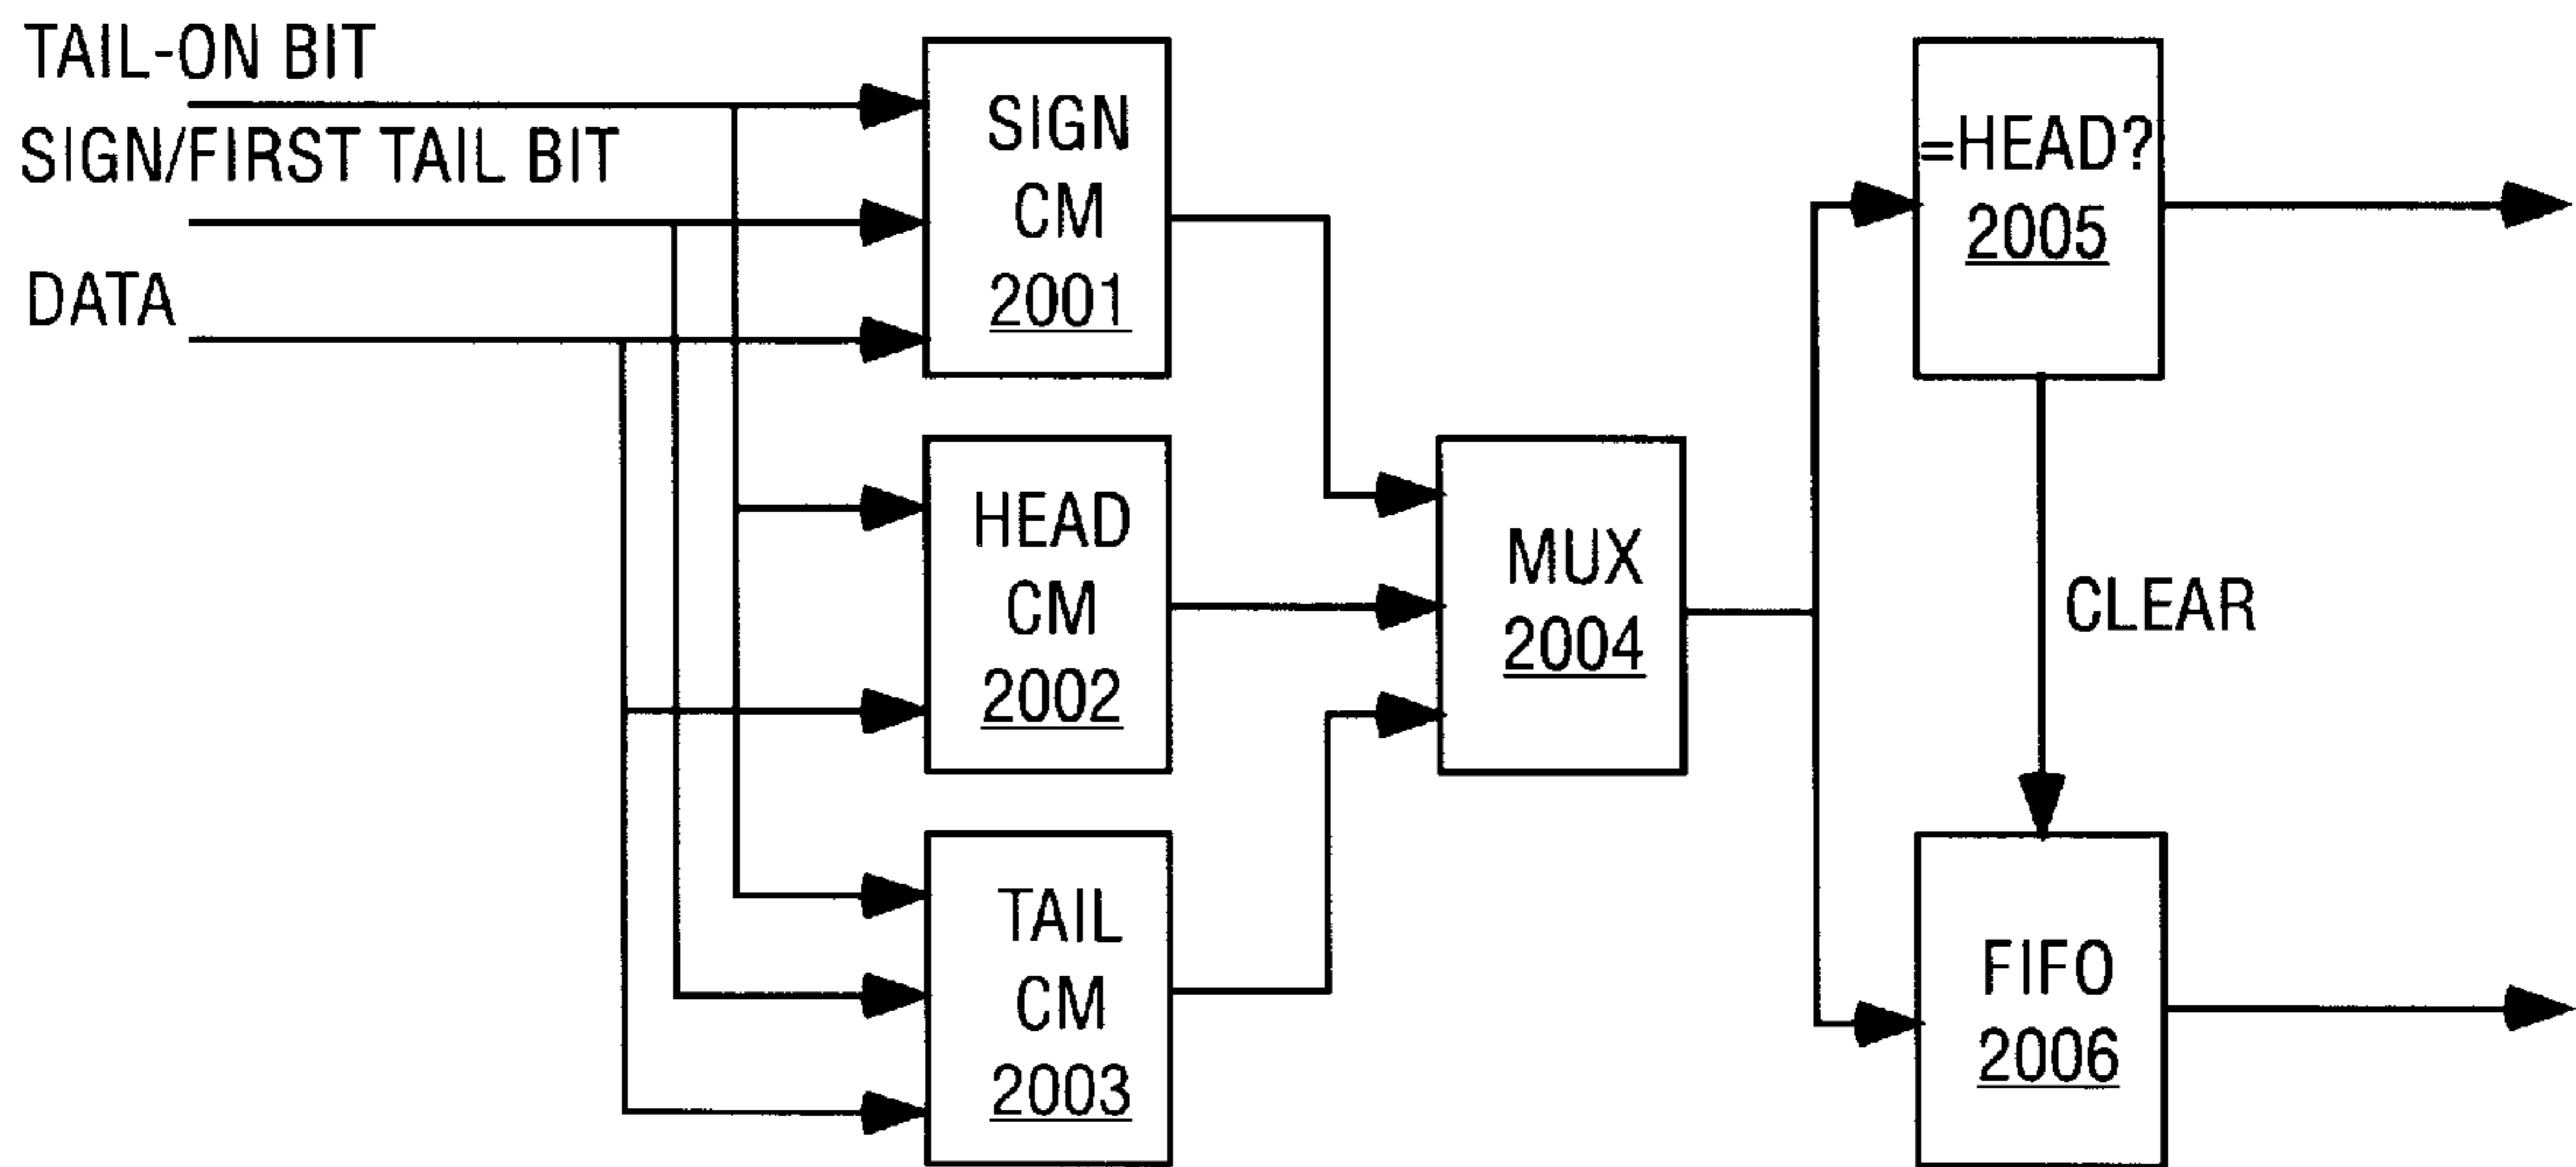 TAIL-ON BIT
SIGN/FIRST TAIL BIT
DATA
SIGN
CM
2001
HEAD
CM
2002
TAIL
CM
2003
MUX
2004
=HEAD?
2005
CLEAR
FIFO
2006